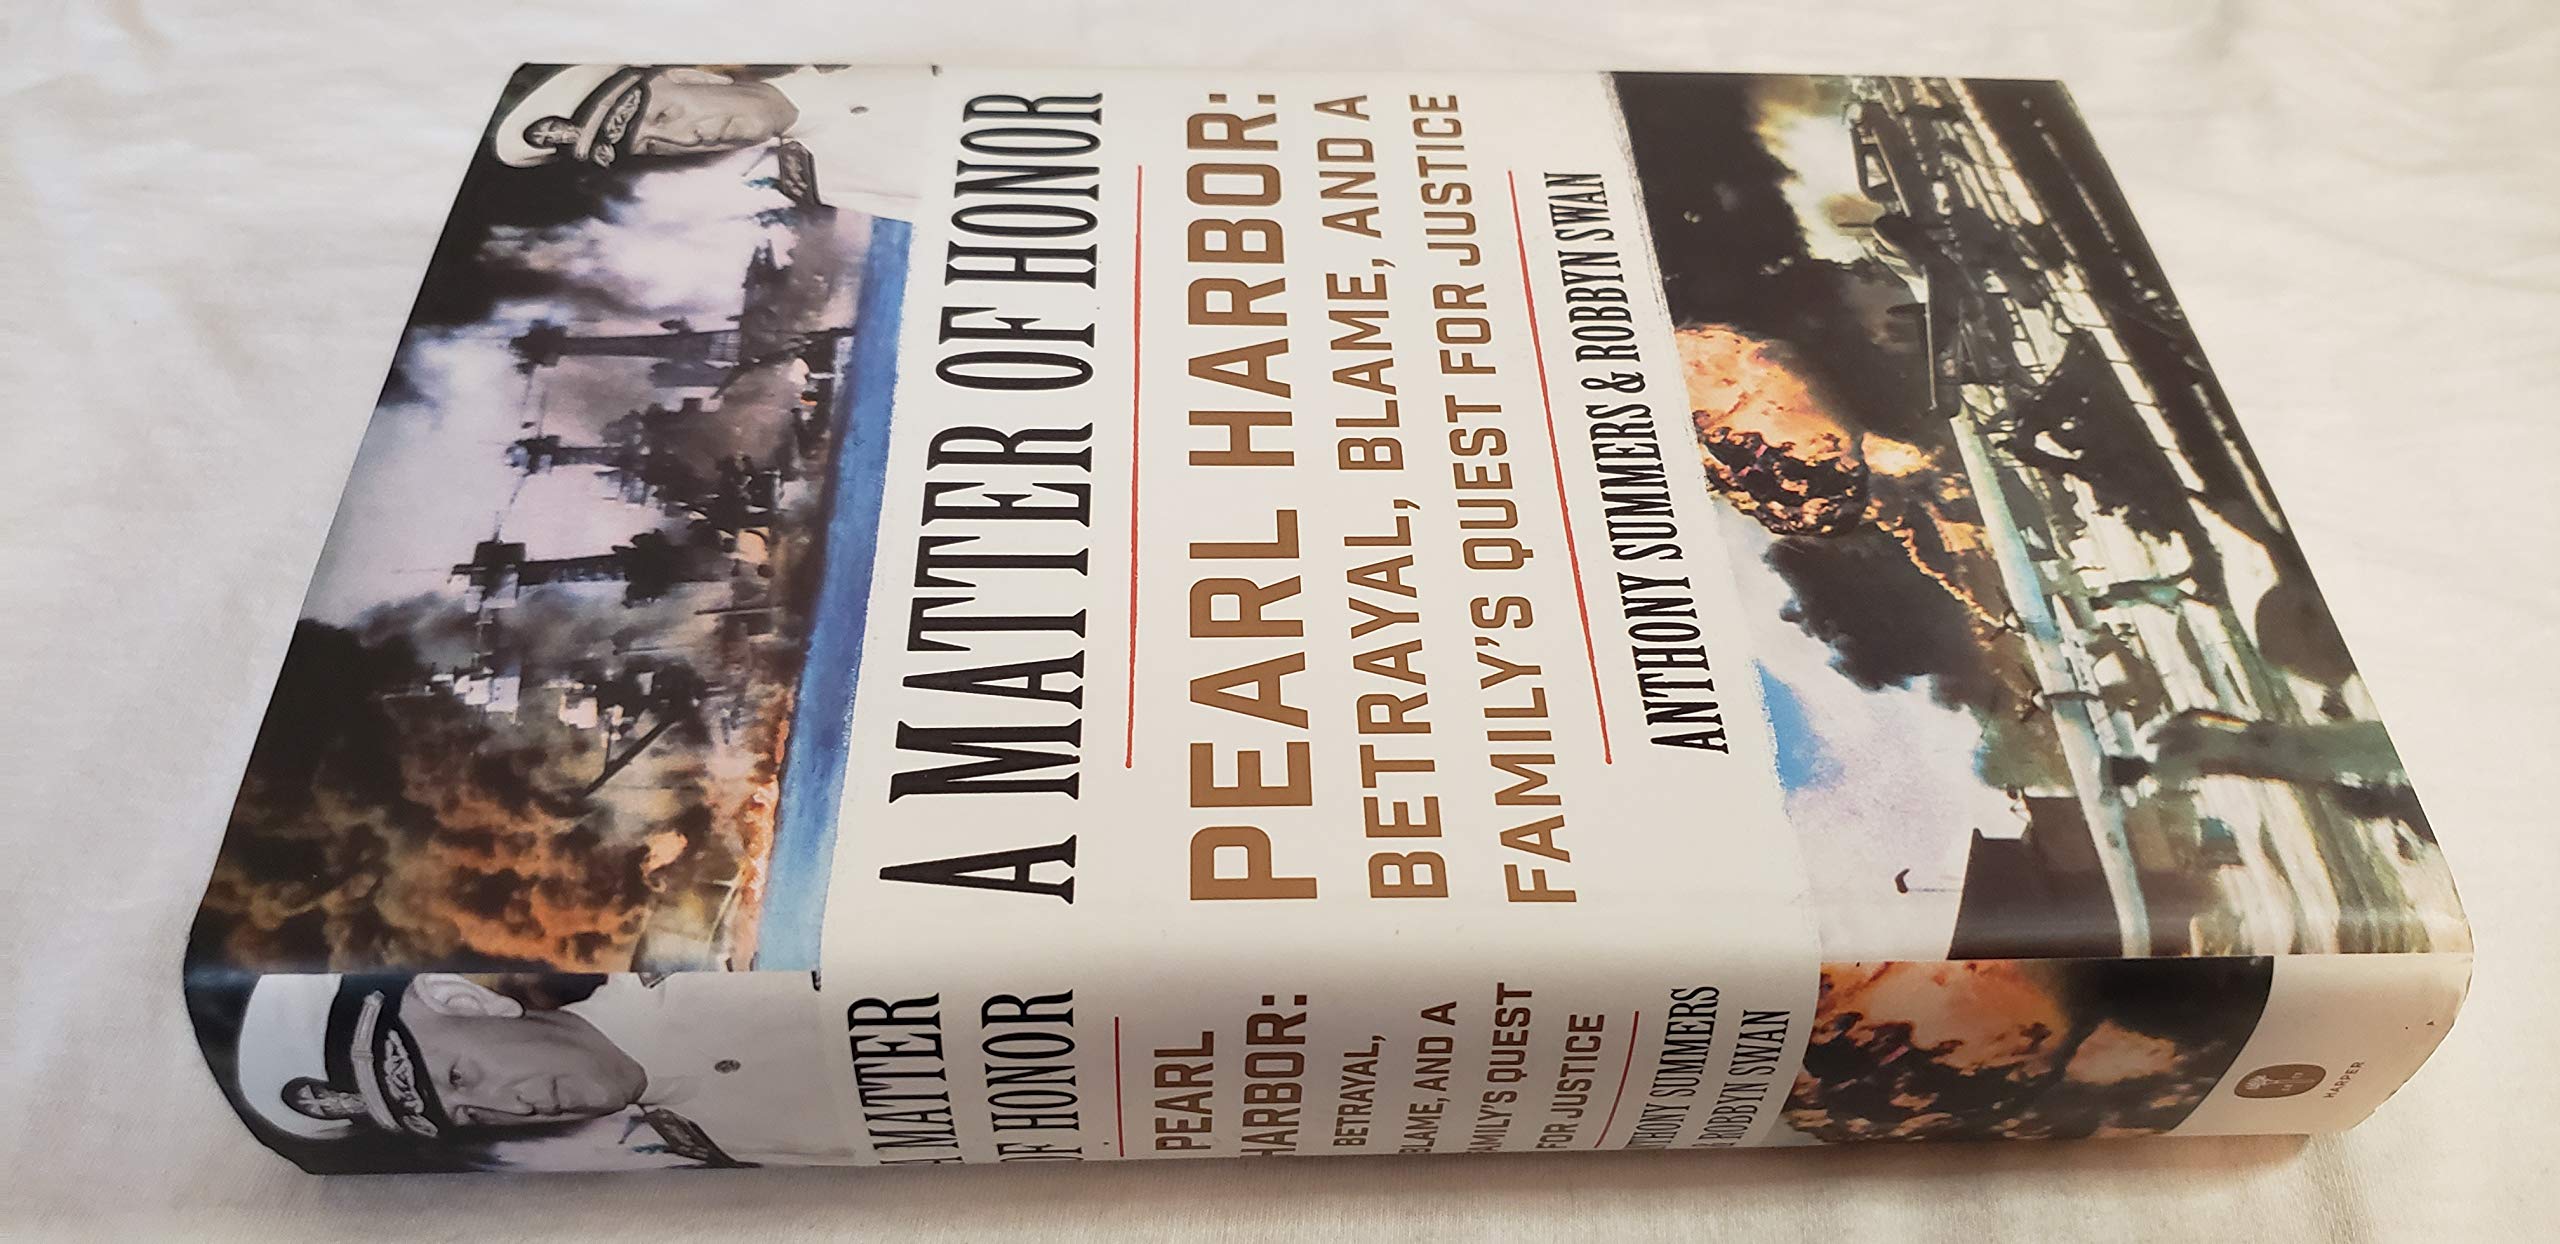 A MATTER OF HONOR
PEARL HARBOR:
BETRAYAL, BLAME, AND A
FAMILY'S QUEST FOR JUSTICE
ANTHONY SUMMERS & ROBBYN SWAN
A MATTER
OF HONOR
PEARL
HARBOR:
BETRAYAL,
BLAME, AND A
FAMILY'S QUEST
FOR JUSTICE
ANTHONY SUMMERS
& ROBBYN SWAN
HARPER